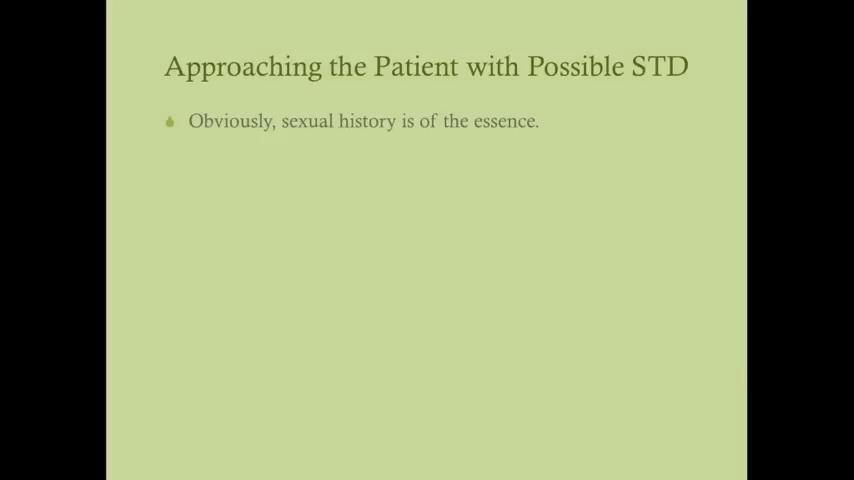 Approaching the Patient with Possible STD
Obviously, sexual history is of the essence.